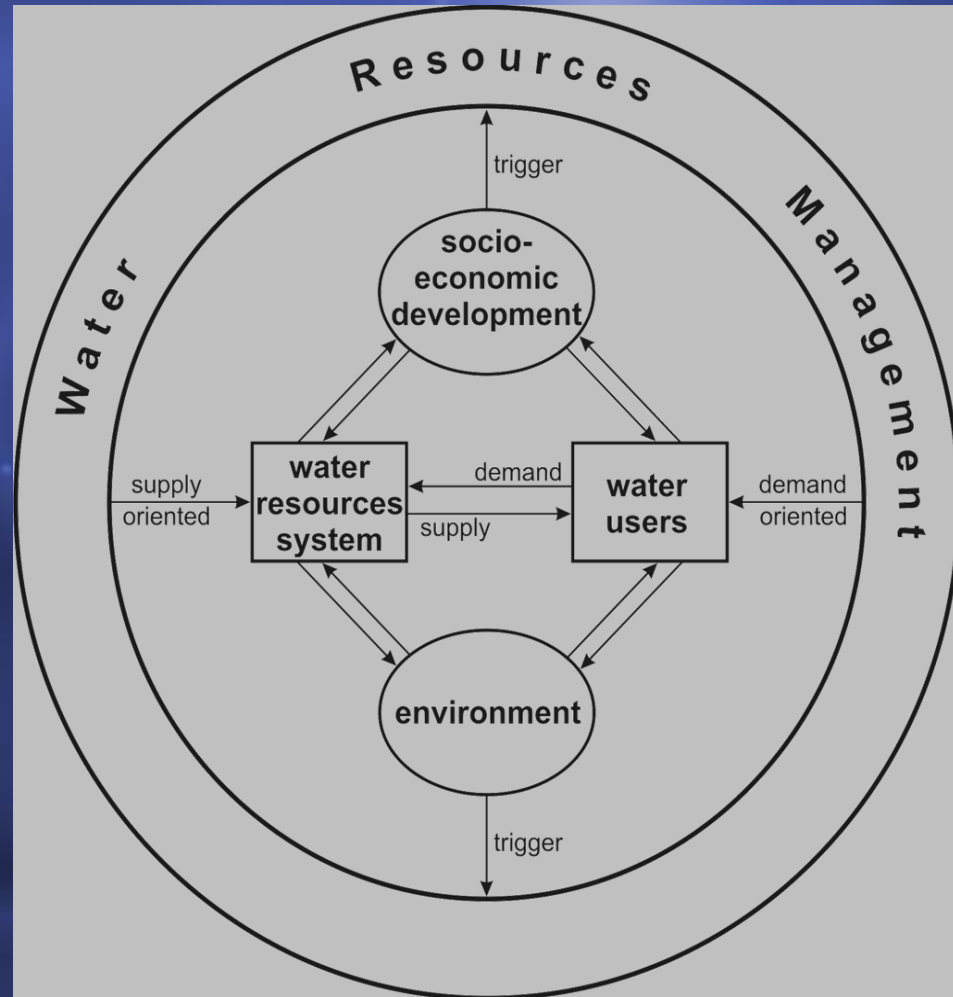 Water Resources Management
trigger
socio-
economic
development
water
resources
system
demand
supply
water
users
supply
oriented
demand
oriented
environment
trigger